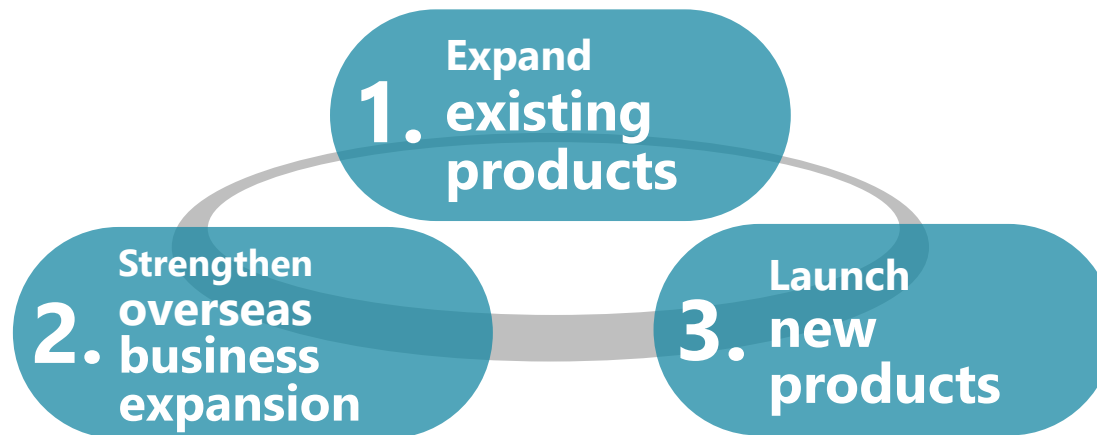 1.
Expand
existing
products
2.
Strengthen
overseas
business
expansion
3.
Launch
new
products